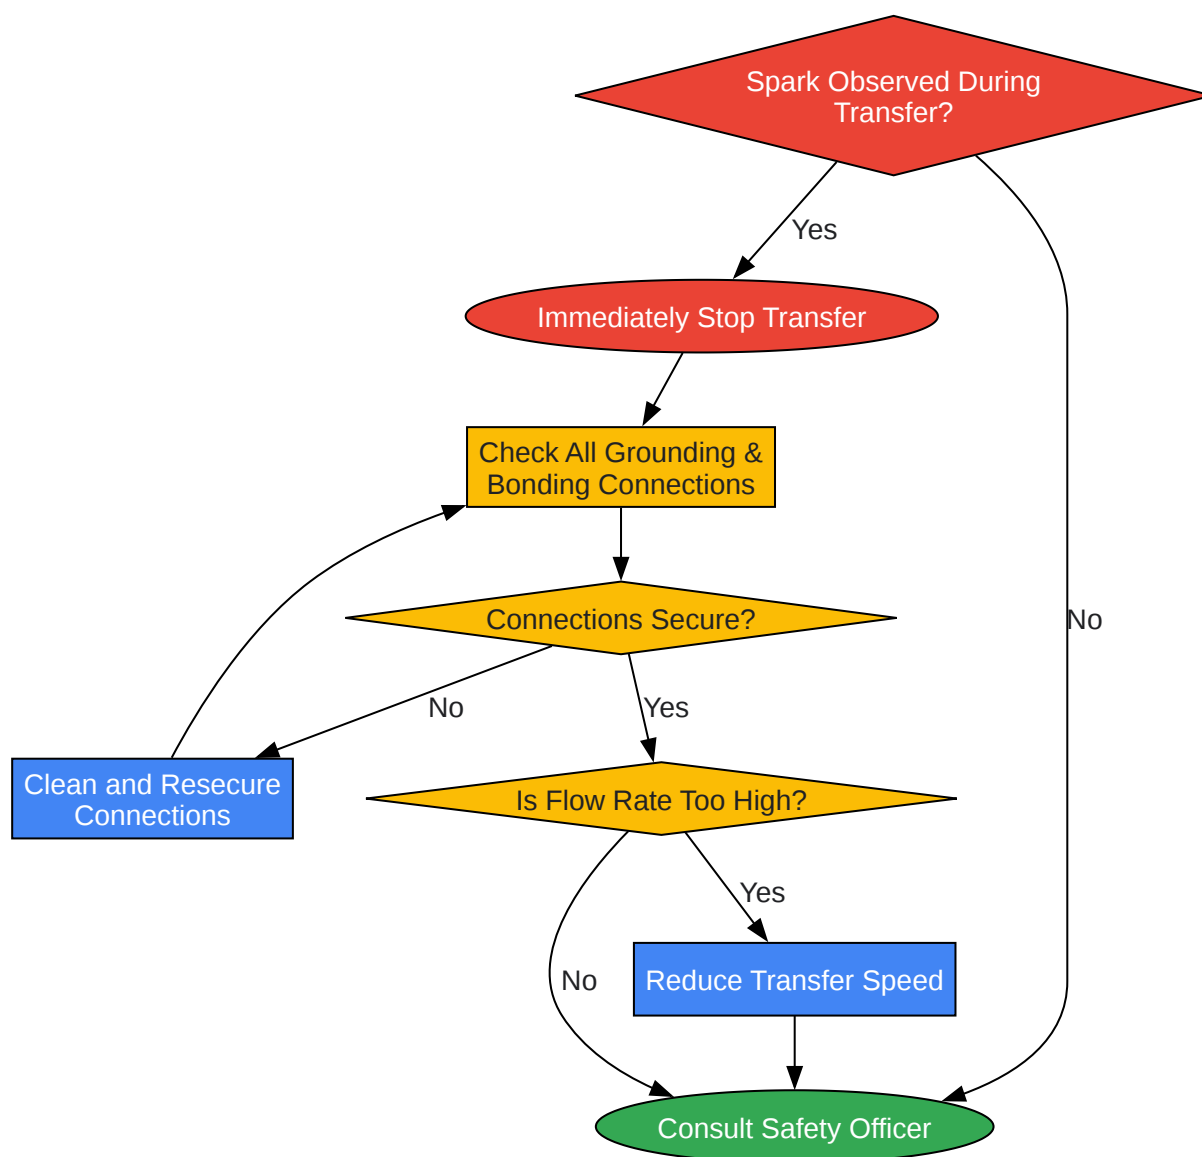 Spark Observed During
Transfer?
Yes
Immediately Stop Transfer
Check All Grounding &
Bonding Connections
Connections Secure?
No
No
Yes
Clean and Resecure
Connections
Is Flow Rate Too High?
Yes
No
Reduce Transfer Speed
Consult Safety Officer